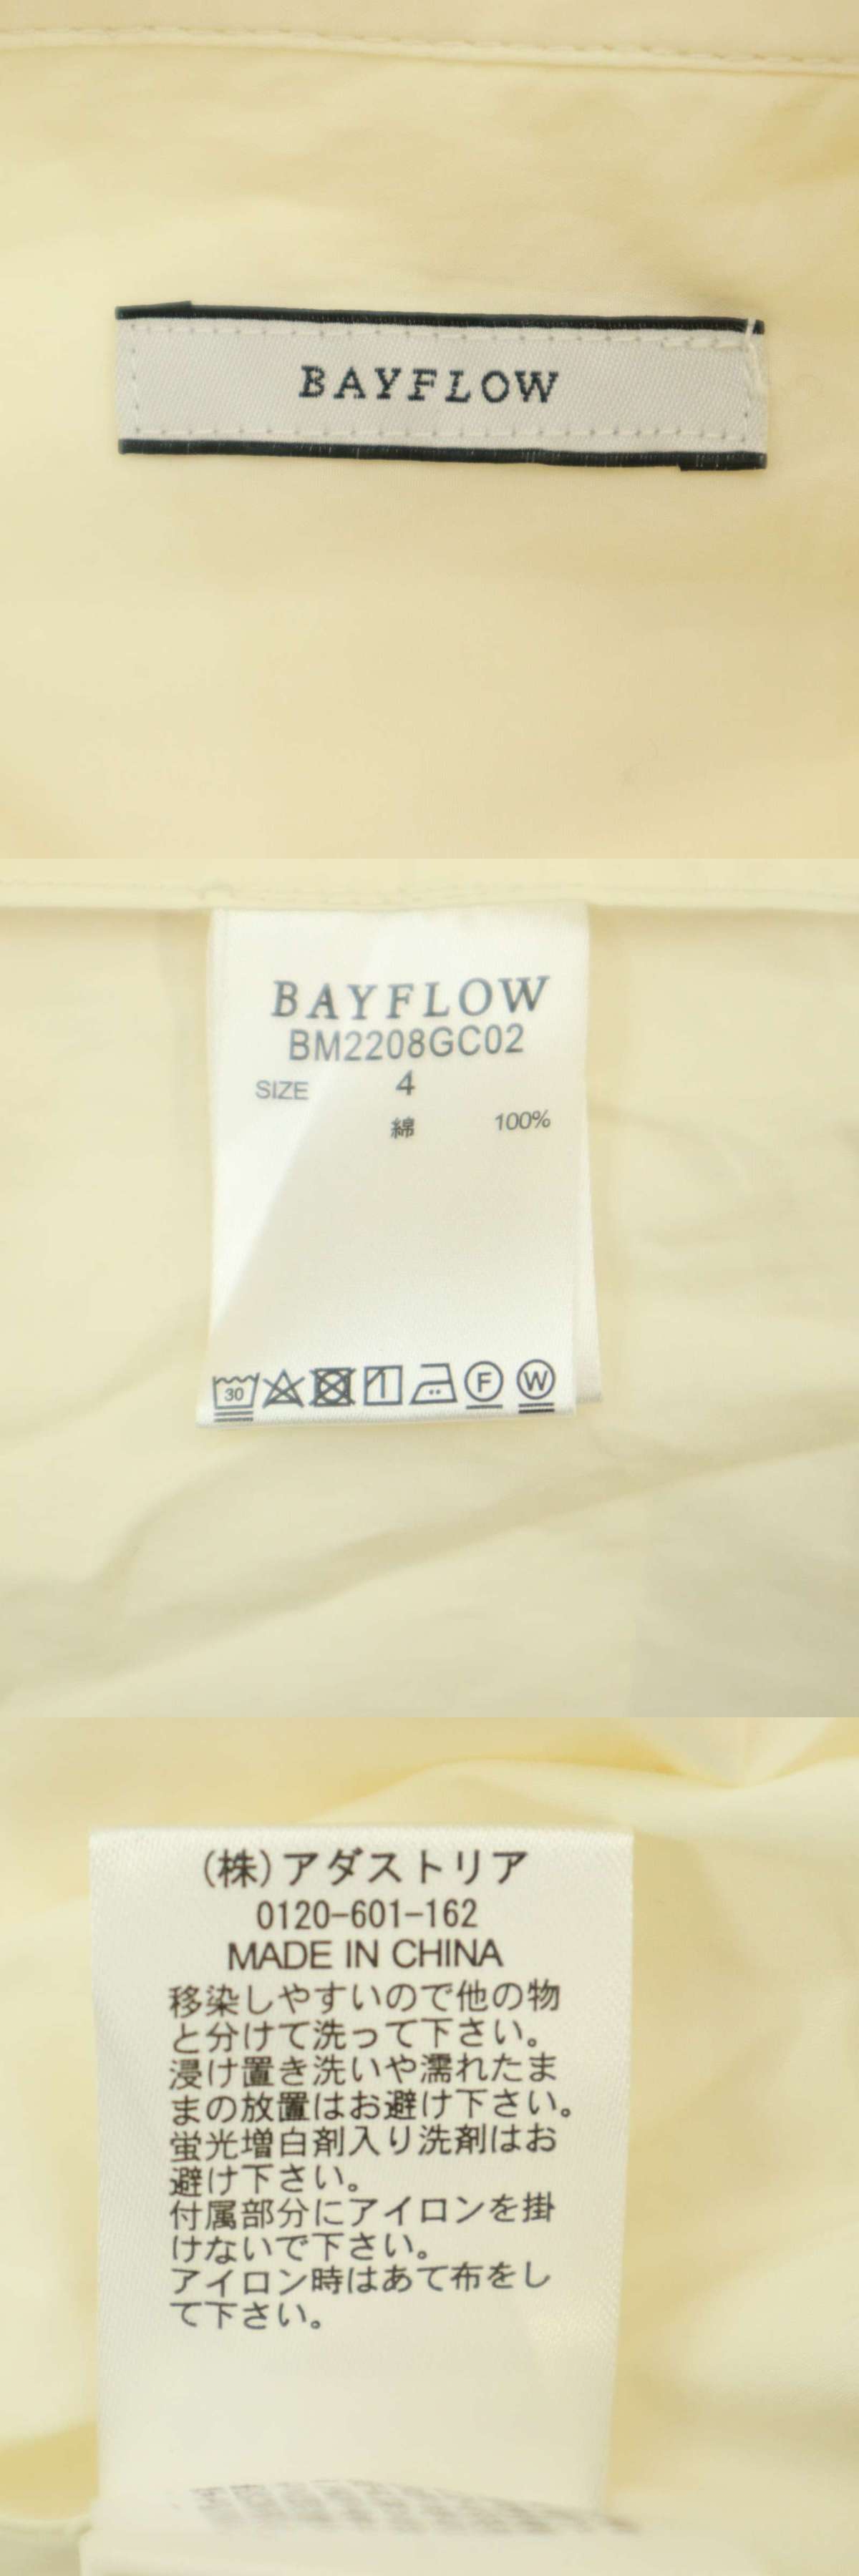 BAYFLOW
BAYFLOW
BM2208GC02
SIZE 4
綿 100%
30 F W
(株)アダストリア
0120-601-162
MADE IN CHINA
移染しやすいので他の物
と分けて洗って下さい。
浸け置き洗いや濡れたま
まの放置はお避け下さい。
蛍光増白剤入り洗剤はお
避け下さい。
付属部分にアイロンを掛
けないで下さい。
アイロン時はあて布をし
て下さい。